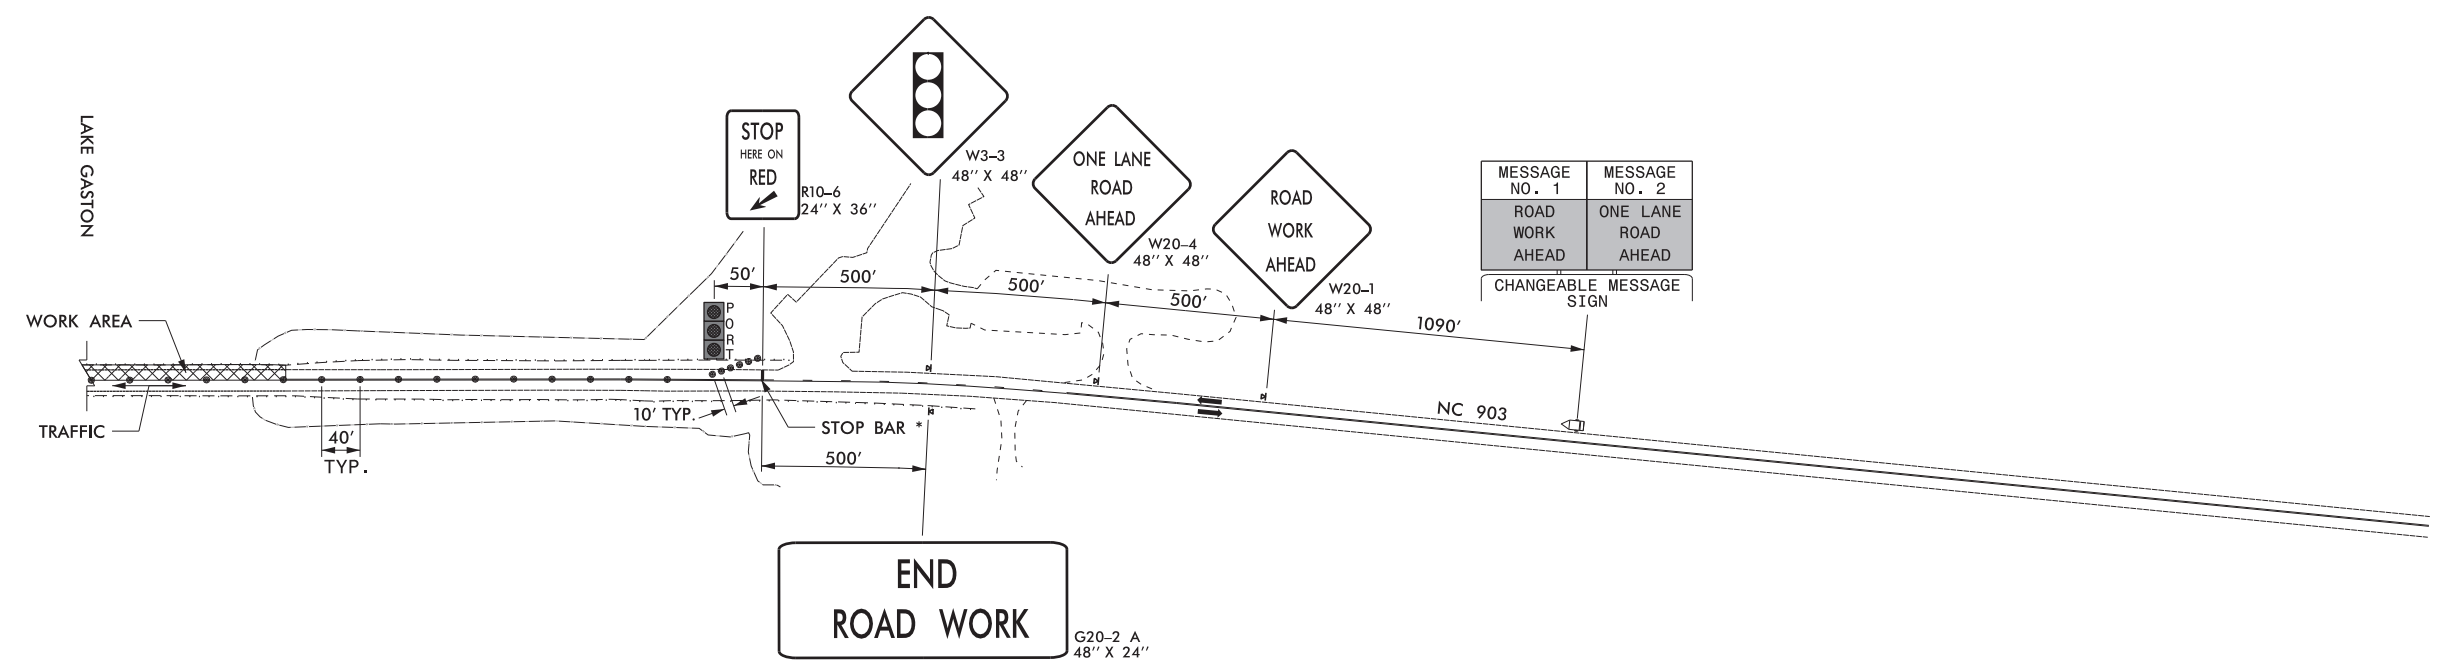 LAKE GASTON
STOP
HERE ON
RED
R10-6
24'' X 36''
W3-3
48'' X 48''
ONE LANE
ROAD
AHEAD
W20-4
48'' X 48''
ROAD
WORK
AHEAD
W20-1
48'' X 48''
MESSAGE NO. 1
MESSAGE NO. 2
ROAD
WORK
AHEAD
ONE LANE
ROAD
AHEAD
CHANGEABLE MESSAGE
SIGN
50'
500'
500'
500'
1090'
PORT
WORK AREA
TRAFFIC
40'
TYP.
10' TYP.
STOP BAR *
500'
NC 903
END
ROAD WORK
G20-2 A
48'' X 24''